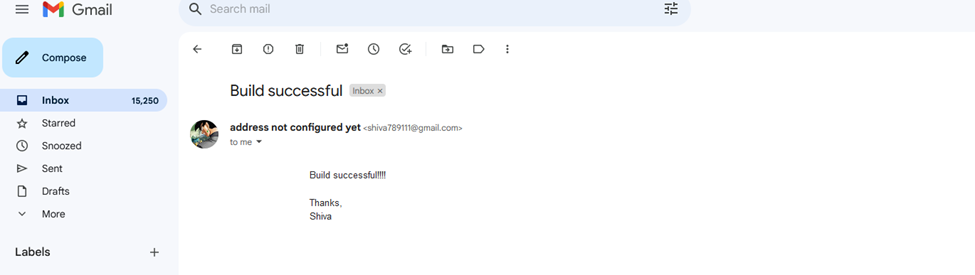 Gmail
Search mail
Compose
Build successful Inbox ×
Inbox 15,250
address not configured yet <shiva789111@gmail.com>
Starred
to me
Snoozed
Build successful!!!!
Sent
Drafts
Thanks,
More
Shiva
Labels